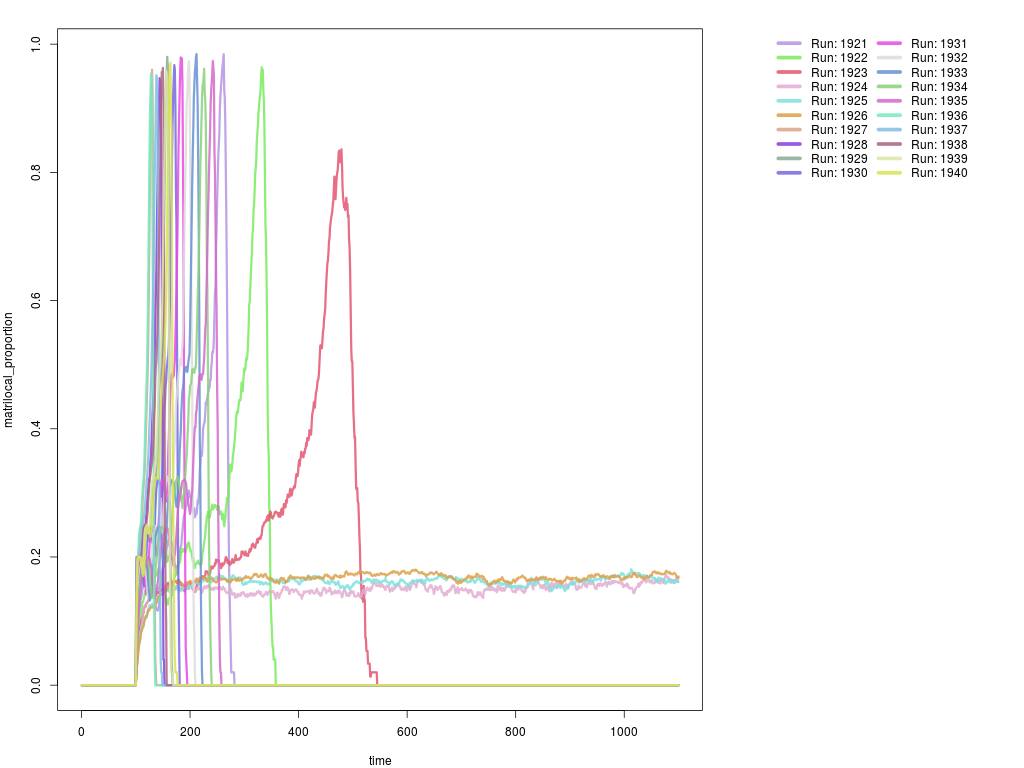 matrilocal_proportion
1.0
0.8
0.6
0.4
0.2
0.0
0 200 400 600 800 1000
time
Run: 1921 Run: 1931
Run: 1922 Run: 1932
Run: 1923 Run: 1933
Run: 1924 Run: 1934
Run: 1925 Run: 1935
Run: 1926 Run: 1936
Run: 1927 Run: 1937
Run: 1928 Run: 1938
Run: 1929 Run: 1939
Run: 1930 Run: 1940